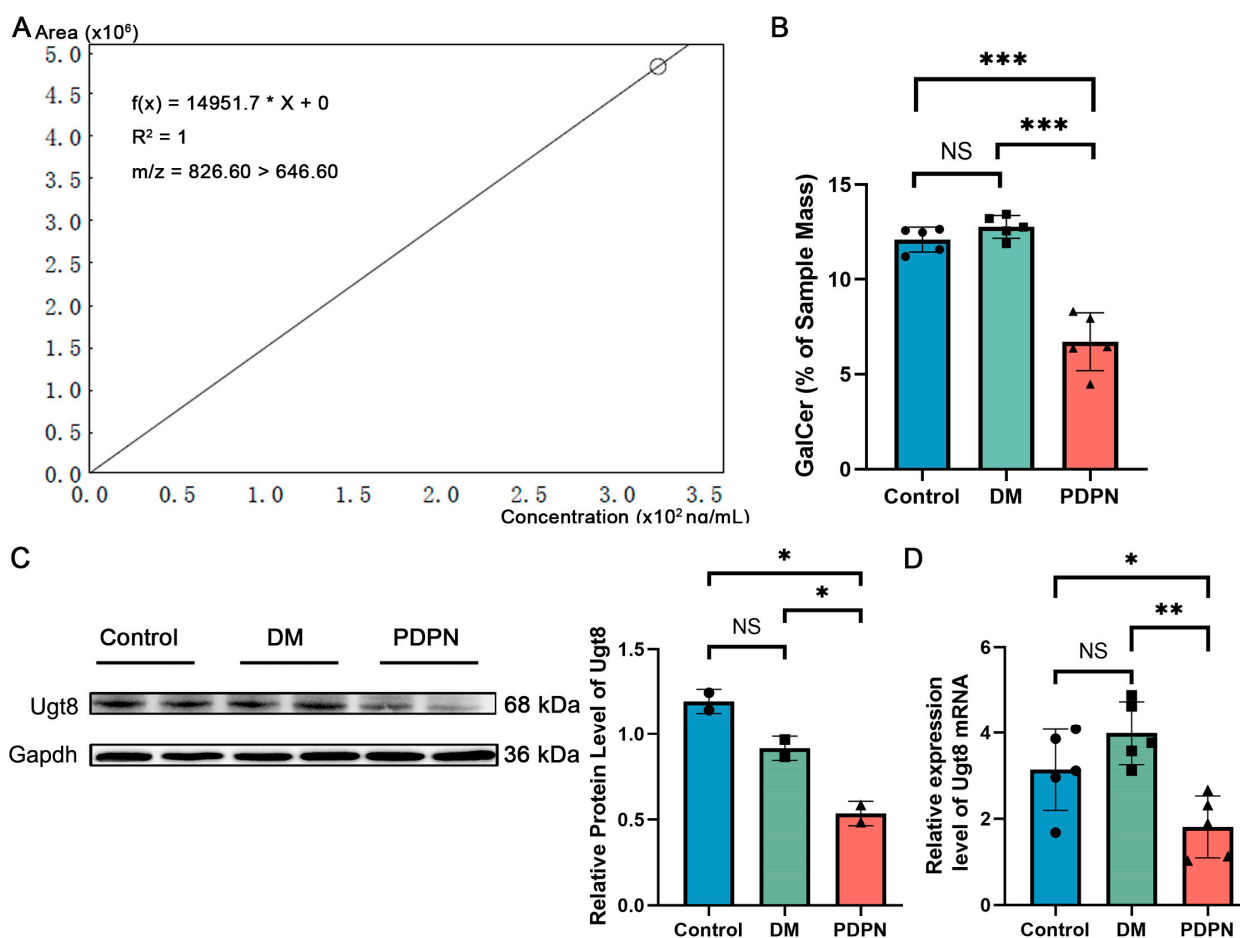 A
Area (x10⁶)
5.0
4.5
4.0
3.5
3.0
2.5
2.0
1.5
1.0
0.5
0.0
f(x) = 14951.7 * X + 0
R² = 1
m/z = 826.60 > 646.60
0.0 0.5 1.0 1.5 2.0 2.5 3.0 3.5
Concentration (x10² ng/mL)
B
***
***
NS
GalCer (% of Sample Mass)
15
10
5
0
Control DM PDPN
C
Control DM PDPN
Ugt8 68 kDa
Gapdh 36 kDa
*
*
NS
Relative Protein Level of Ugt8
1.5
1.0
0.5
0.0
Control DM PDPN
D
*
**
NS
Relative expression
level of Ugt8 mRNA
6
4
2
0
Control DM PDPN